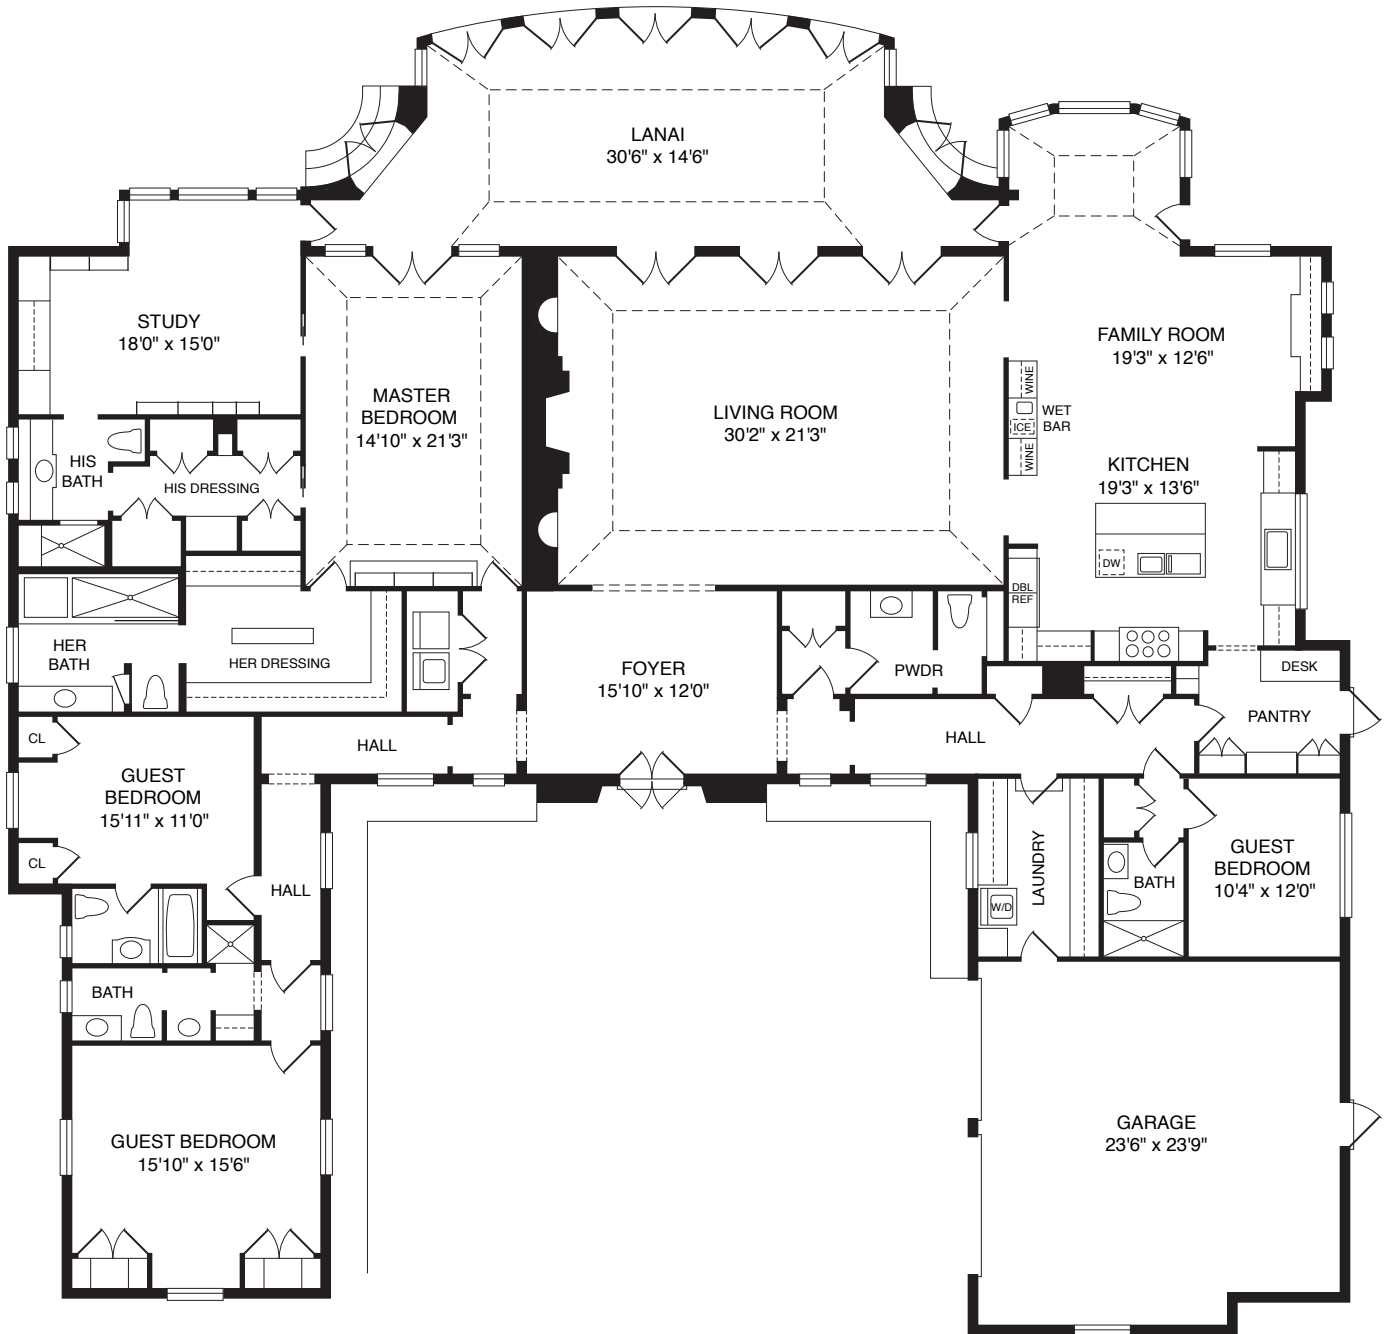 LANAI
30'6" x 14'6"
STUDY
18'0" x 15'0"
MASTER
BEDROOM
14'10" x 21'3"
LIVING ROOM
30'2" x 21'3"
FAMILY ROOM
19'3" x 12'6"
WINE
ICE
WINE
WET
BAR
KITCHEN
19'3" x 13'6"
HIS
BATH
HIS DRESSING
DW
DBL
REF
HER
BATH
HER DRESSING
FOYER
15'10" x 12'0"
PWDR
DESK
PANTRY
HALL
HALL
CL
GUEST
BEDROOM
15'11" x 11'0"
CL
HALL
LAUNDRY
W/D
BATH
GUEST
BEDROOM
10'4" x 12'0"
BATH
GUEST BEDROOM
15'10" x 15'6"
GARAGE
23'6" x 23'9"